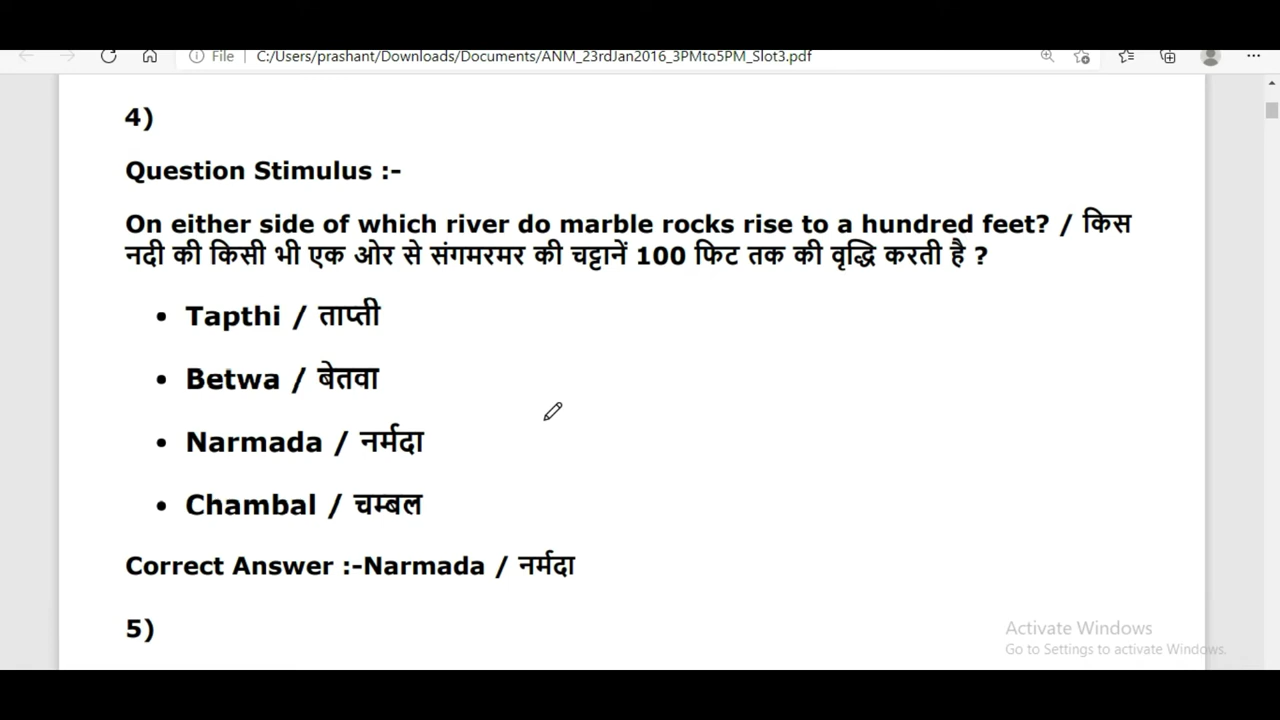 File C:/Users/prashant/Downloads/Documents/ANM_23rdJan2016_3PMto5PM_Slot3.pdf
4)
Question Stimulus :-
On either side of which river do marble rocks rise to a hundred feet? / किस
नदी की किसी भी एक ओर से संगमरमर की चट्टानें 100 फिट तक की वृद्धि करती है ?
• Tapthi / ताप्ती
• Betwa / बेतवा
• Narmada / नर्मदा
• Chambal / चम्बल
Correct Answer :-Narmada / नर्मदा
5)
Activate Windows
Go to Settings to activate Windows.